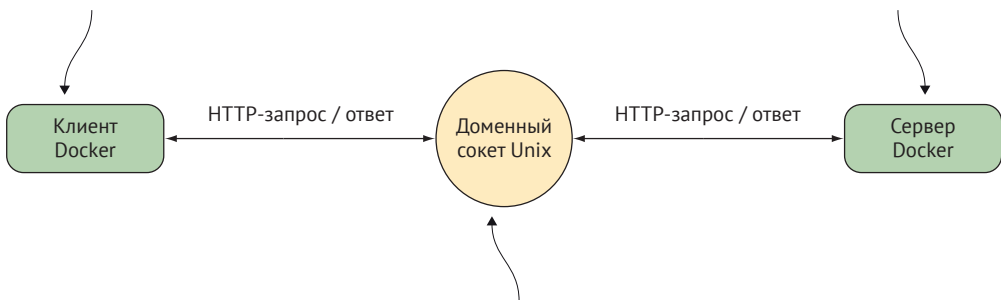 HTTP-запрос / ответ
HTTP-запрос / ответ
Клиент
Docker
Доменный
сокет Unix
Сервер
Docker